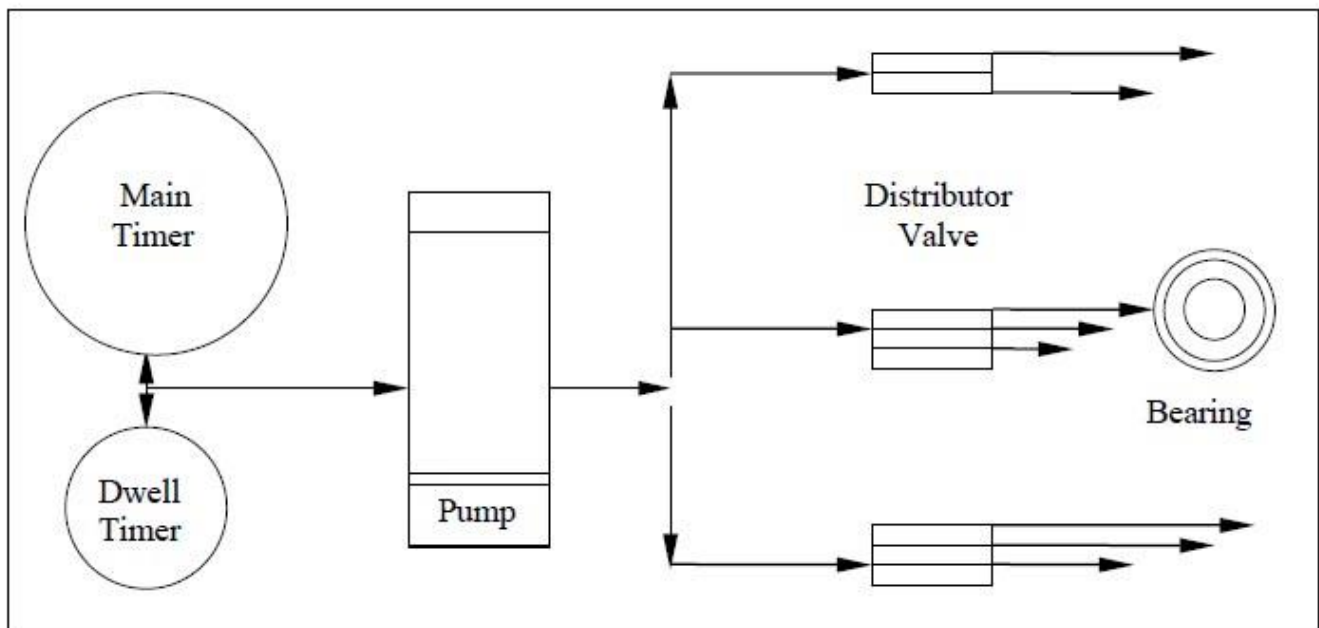 Main
Timer
Dwell
Timer
Pump
Distributor
Valve
Bearing